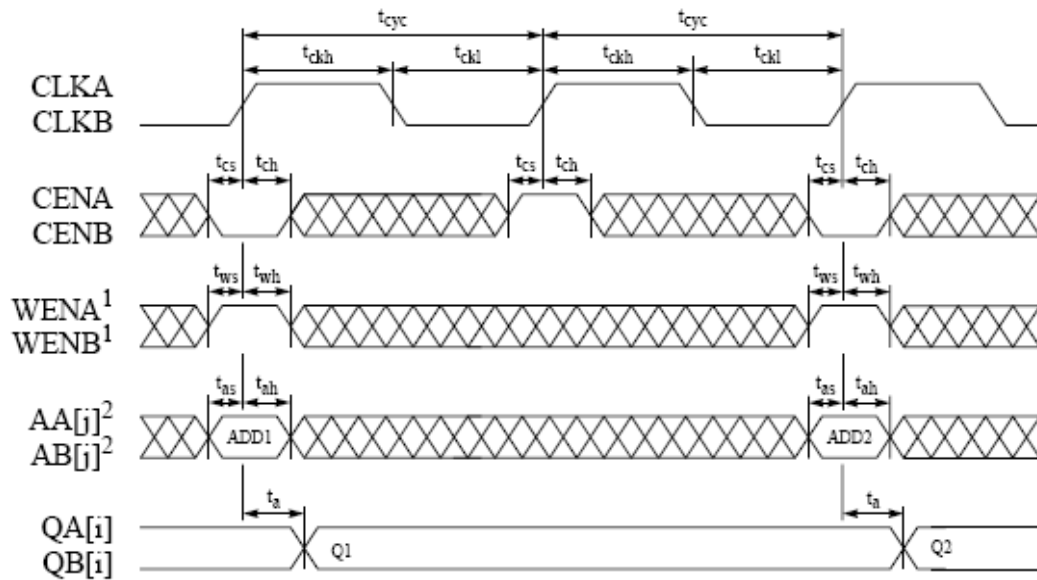 tcyc tcyc
tckh tckl tckh tckl
CLKA
CLKB
tcs tch tcs tch tcs tch
CENA
CENB
tws twh tws twh
WENA1
WENB1
tas tah tas tah
AA[j]2
AB[j]2
ADD1 ADD2
ta ta
QA[i]
QB[i]
Q1 Q2